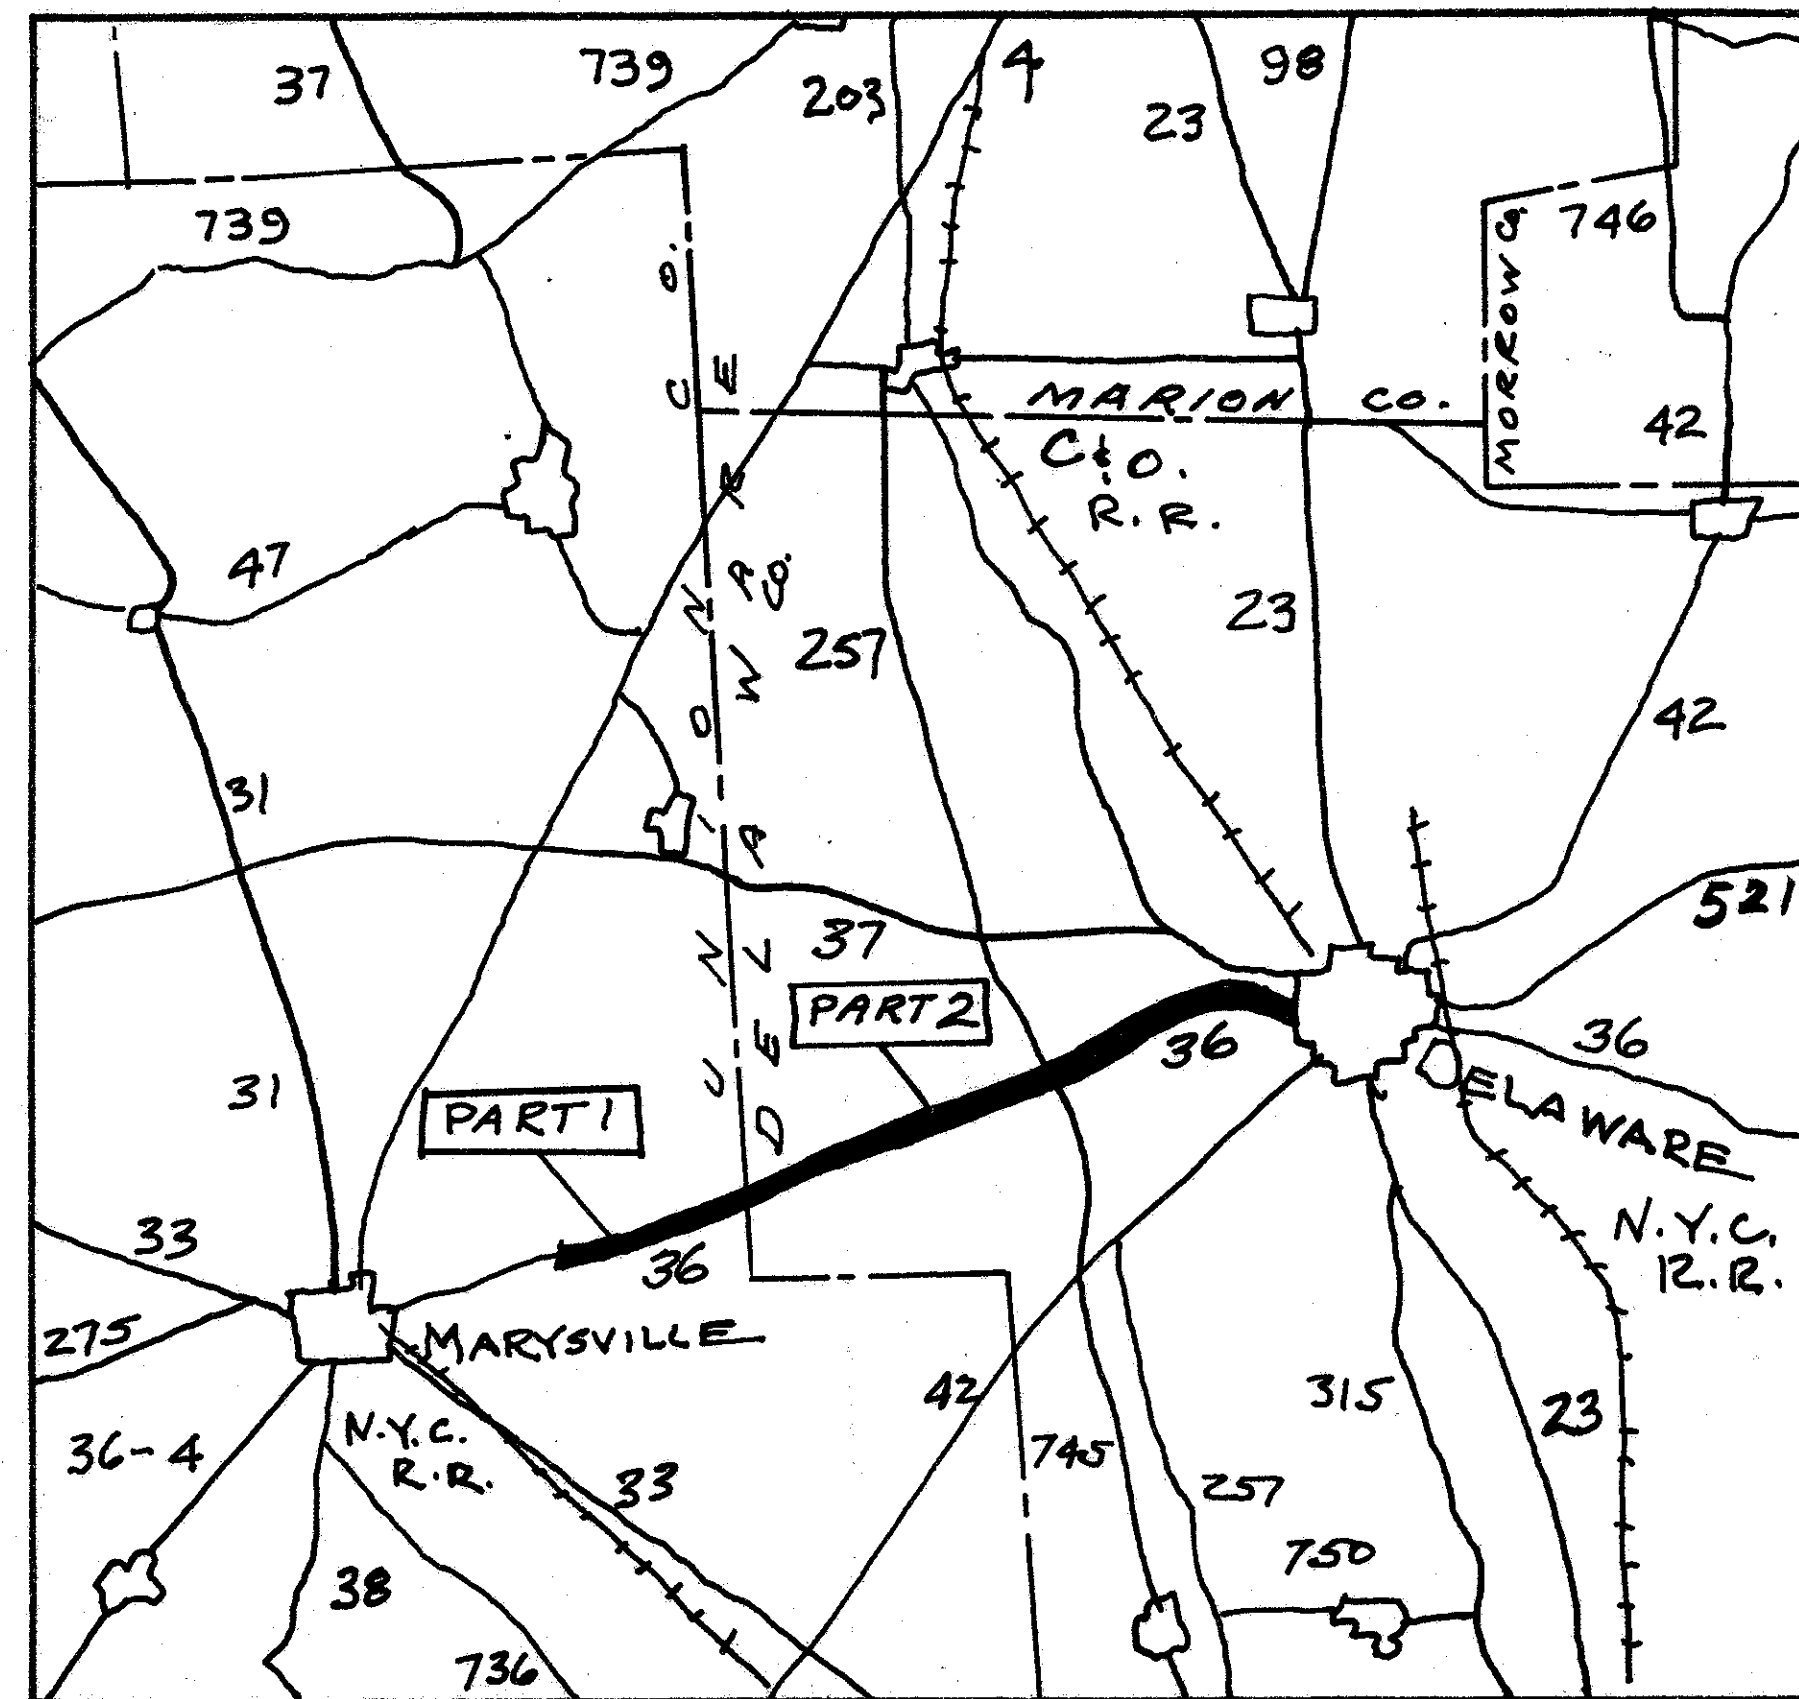 37
739
203
4
23
98
739
746
MORROW CO.
UNION CO.
DELAWARE CO.
MARION CO.
C&O.
R.R.
42
47
257
23
42
31
521
37
PART 2
36
36
31
PART 1
DELAWARE
33
36
N.Y.C.
R.R.
275
MARYSVILLE
42
315
23
36-4
N.Y.C.
R.R.
33
745
257
750
38
736